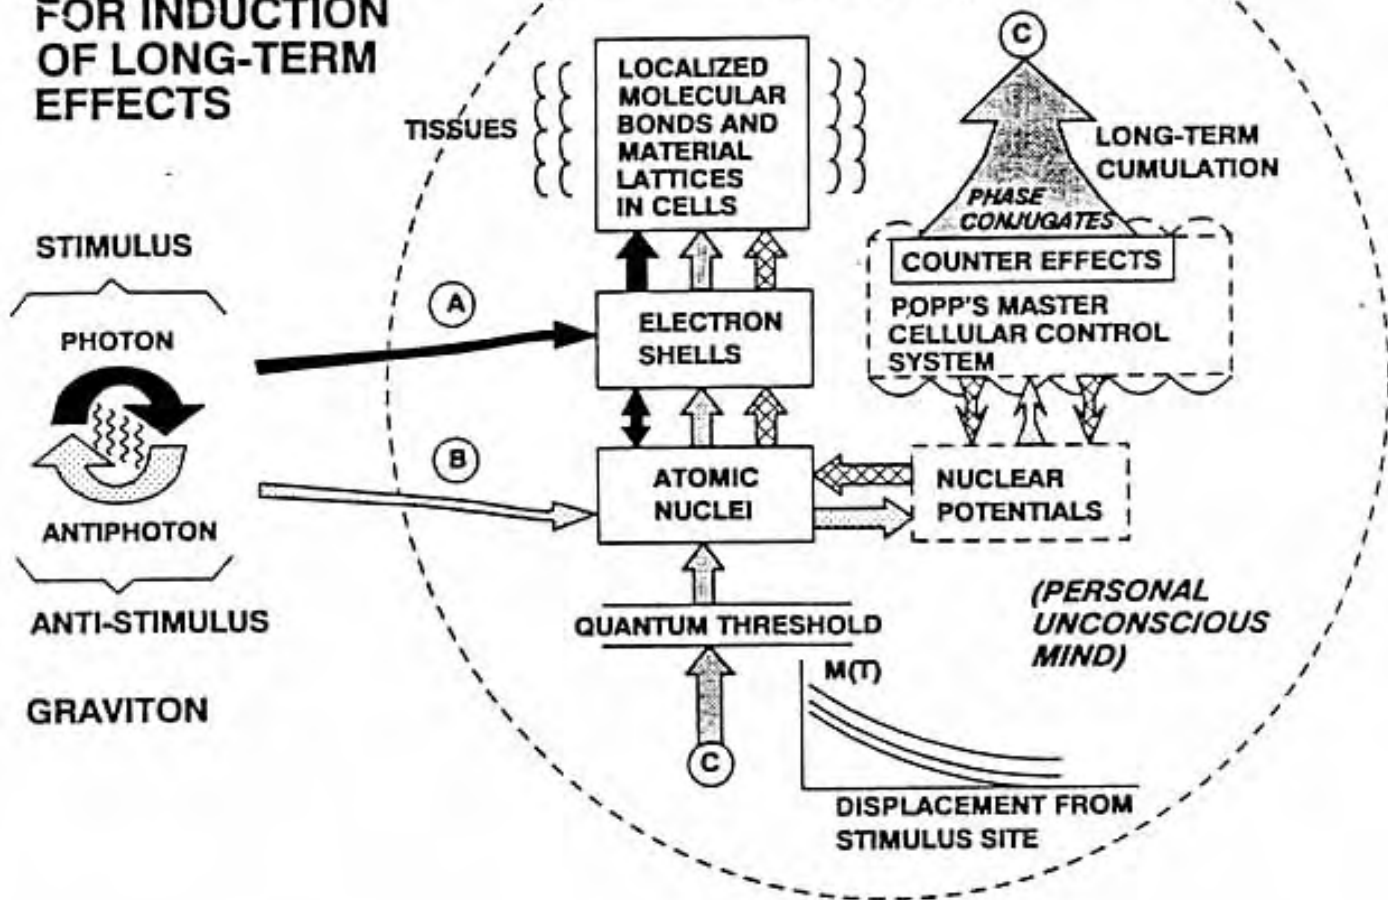 FOR INDUCTION
OF LONG-TERM
EFFECTS
STIMULUS
PHOTON
ANTIPHOTON
ANTI-STIMULUS
GRAVITON
A
B
TISSUES
LOCALIZED
MOLECULAR
BONDS AND
MATERIAL
LATTICES
IN CELLS
ELECTRON
SHELLS
ATOMIC
NUCLEI
QUANTUM THRESHOLD
C
C
LONG-TERM
CUMULATION
PHASE
CONJUGATES
COUNTER EFFECTS
POPP'S MASTER
CELLULAR CONTROL
SYSTEM
NUCLEAR
POTENTIALS
(PERSONAL
UNCONSCIOUS
MIND)
M(T)
DISPLACEMENT FROM
STIMULUS SITE